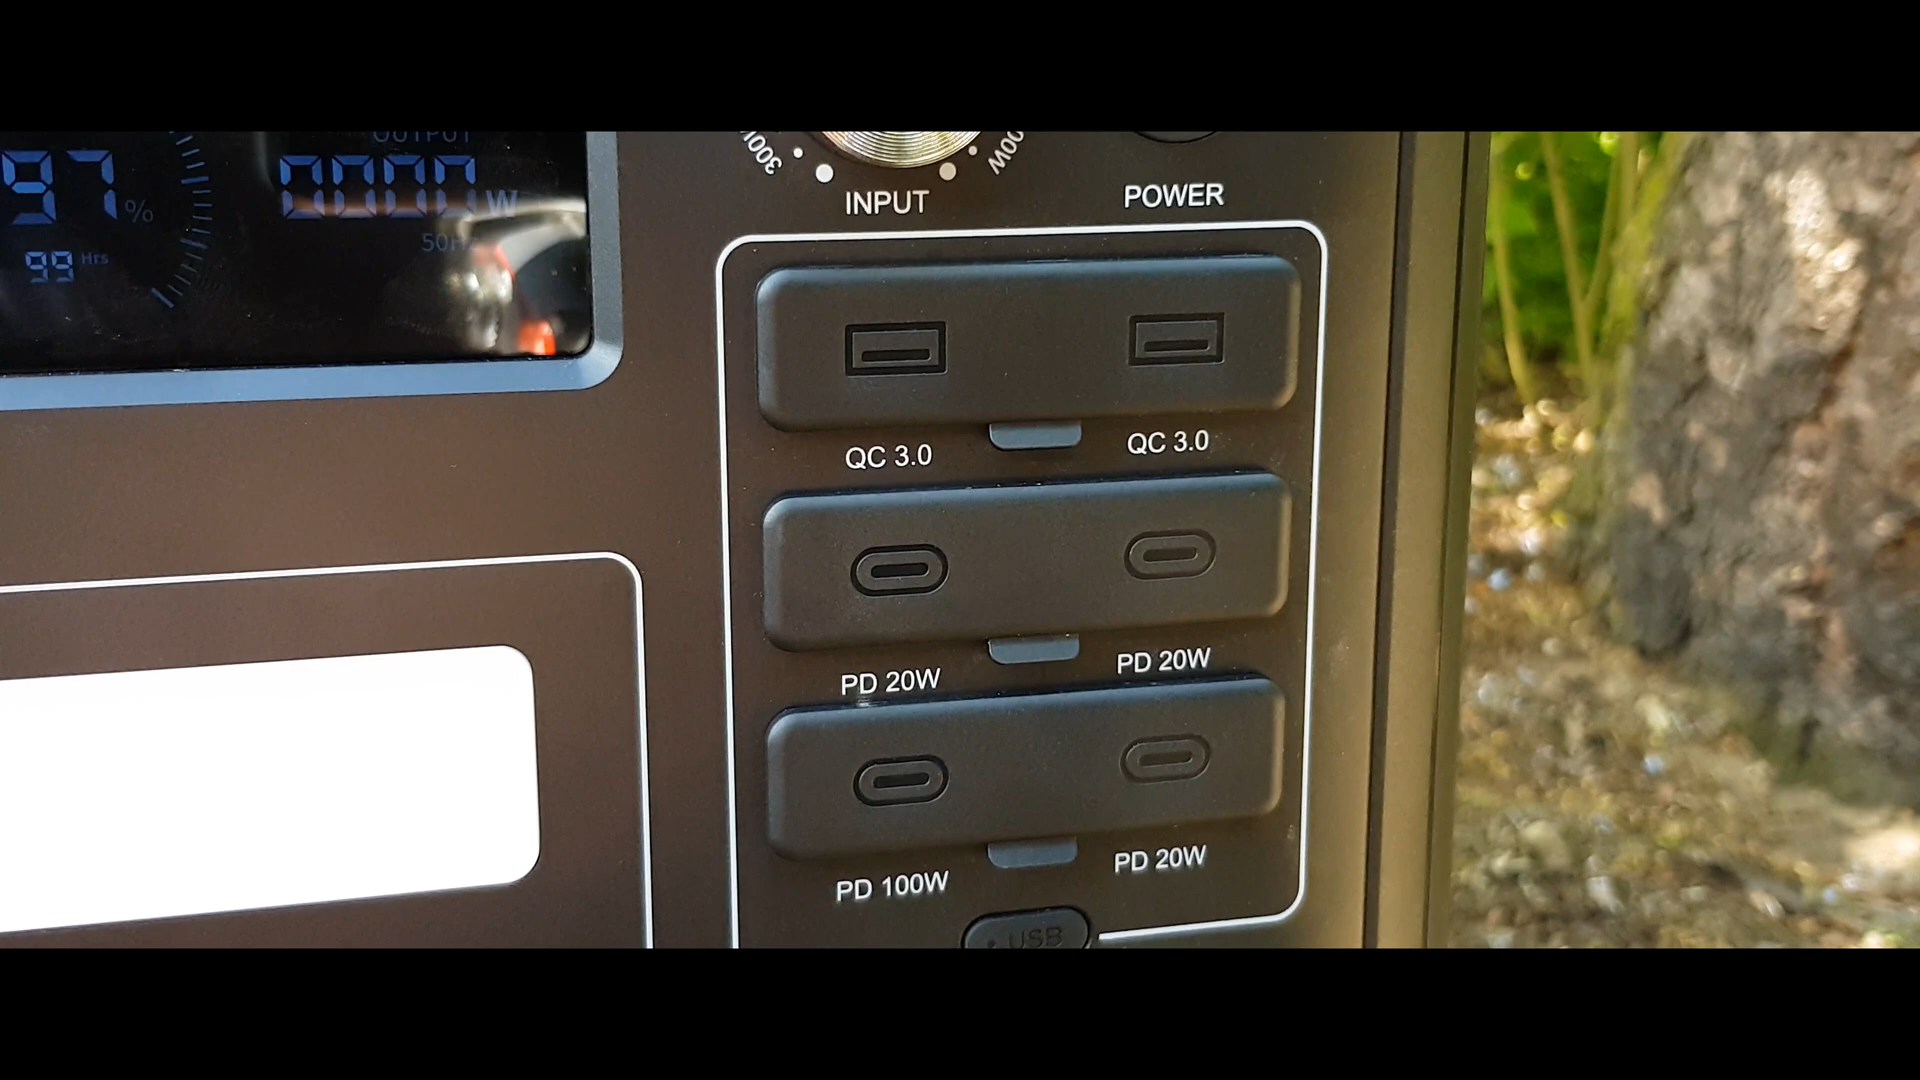 OUTPUT
97%
0000W
50Hz
99 Hrs
300W
INPUT
POWER
QC 3.0
QC 3.0
PD 20W
PD 20W
PD 100W
PD 20W
USB